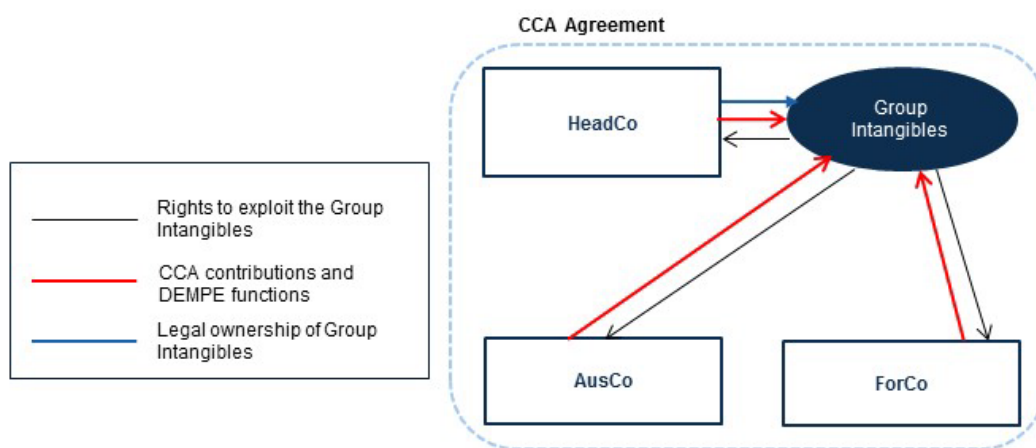 CCA Agreement
HeadCo
Group
Intangibles
Rights to exploit the Group
Intangibles
CCA contributions and
DEMPE functions
Legal ownership of Group
Intangibles
AusCo
ForCo